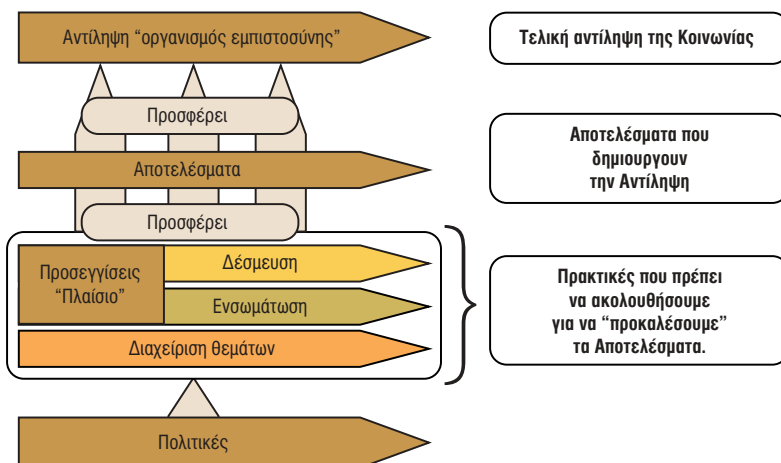 Αντίληψη “οργανισμός εμπιστοσύνης”
Τελική αντίληψη της Κοινωνίας
Προσφέρει
Αποτελέσματα
Αποτελέσματα που
δημιουργουν
την Αντίληψη
Προσφέρει
Προσεγγίσεις
“Πλαίσιο”
Δέσμευση
Ενσωμάτωση
Διαχείριση θεμάτων
Πρακτικές που πρέπει
να ακολουθήσουμε
για να “προκαλέσουμε”
τα Αποτελέσματα.
Πολιτικές